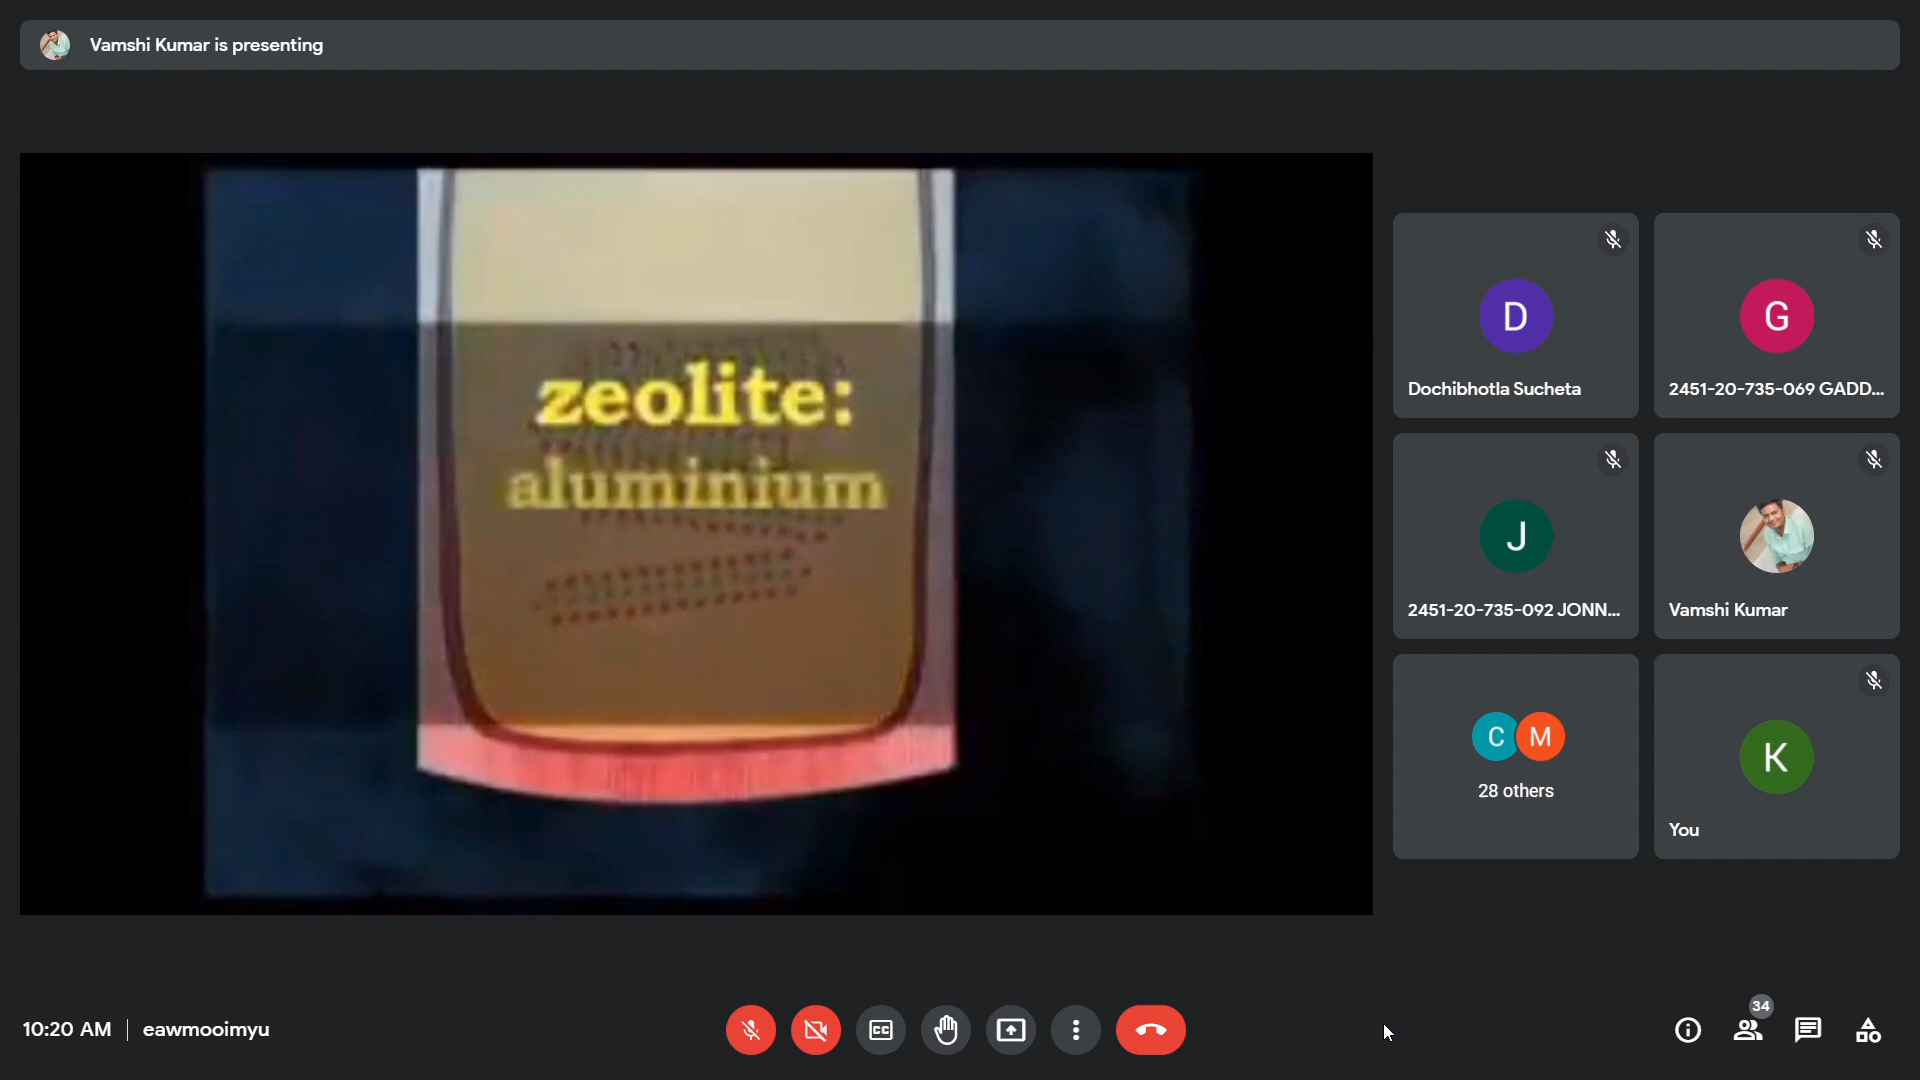 Vamshi Kumar is presenting
zeolite:
aluminium
D
Dochibhotla Sucheta
G
2451-20-735-069 GADD...
J
2451-20-735-092 JONN...
Vamshi Kumar
C M
28 others
K
You
10:20 AM | eawmooimyu
CC
34